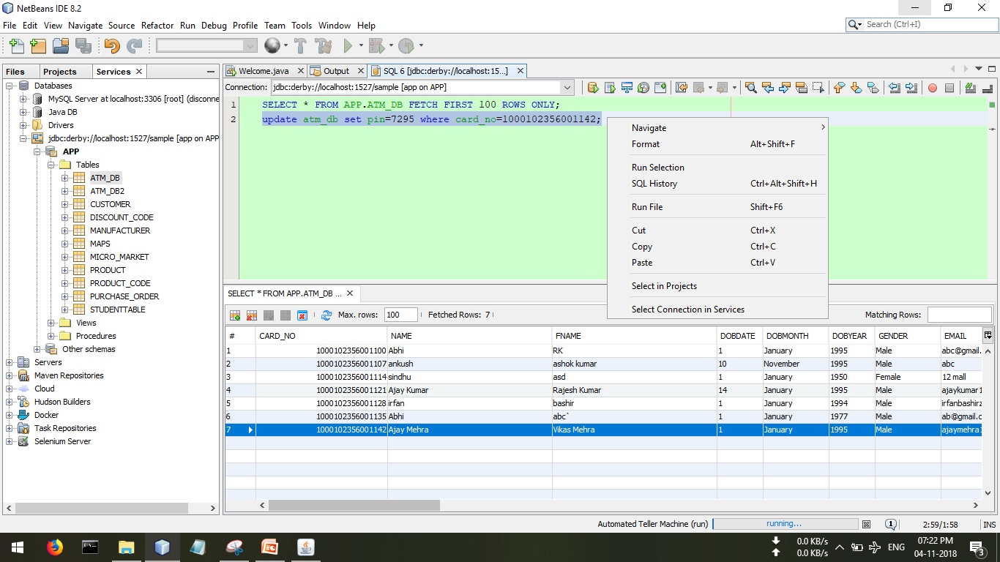 NetBeans IDE 8.2
File Edit View Navigate Source Refactor Run Debug Profile Team Tools Window Help
Search (Ctrl+I)
Files Projects Services
Databases
MySQL Server at localhost:3306 [root] (disconne
Java DB
Drivers
jdbc:derby://localhost:1527/sample [app on APP
APP
Tables
ATM_DB
ATM_DB2
CUSTOMER
DISCOUNT_CODE
MANUFACTURER
MAPS
MICRO_MARKET
PRODUCT
PRODUCT_CODE
PURCHASE_ORDER
STUDENTTABLE
Views
Procedures
Other schemas
Servers
Maven Repositories
Cloud
Hudson Builders
Docker
Task Repositories
Selenium Server
Welcome.java Output SQL 6 [jdbc:derby://localhost:15...]
Connection: jdbc:derby://localhost:1527/sample [app on APP]
1 SELECT * FROM APP.ATM_DB FETCH FIRST 100 ROWS ONLY;
2 update atm_db set pin=7295 where card_no=1000102356001142;
Navigate
Format Alt+Shift+F
Run Selection
SQL History Ctrl+Alt+Shift+H
Run File Shift+F6
Cut Ctrl+X
Copy Ctrl+C
Paste Ctrl+V
Select in Projects
Select Connection in Services
SELECT * FROM APP.ATM_DB ...
Max. rows: 100 Fetched Rows: 7 Matching Rows:
# CARD_NO NAME FNAME DOBDATE DOBMONTH DOBYEAR GENDER EMAIL
1 1000102356001100 Abhi RK 1 January 1995 Male abc@gmail.
2 1000102356001107 ankush ashok kumar 10 November 1995 Male abc
3 1000102356001114 sindhu asd 1 January 1950 Female 12 mall
4 1000102356001121 Ajay Kumar Rajesh Kumar 14 January 1995 Male ajaykumar1
5 1000102356001128 irfan bashir 1 January 1994 Male irfanbashirz
6 1000102356001135 Abhi abc` 1 January 1977 Male ab@gmail.c
7 1000102356001142 Ajay Mehra Vikas Mehra 1 January 1995 Male ajaymehra1
Automated Teller Machine (run) running... 1 2:59/1:58 INS
0.0 KB/s
0.0 KB/s
ENG
07:22 PM
04-11-2018
3